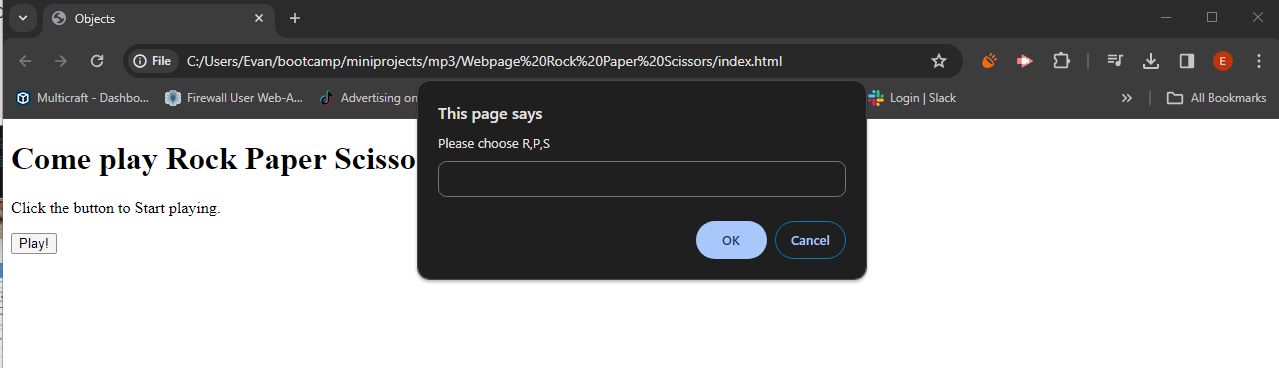 Objects
File
C:/Users/Evan/bootcamp/miniprojects/mp3/Webpage%20Rock%20Paper%20Scissors/index.html
E
Multicraft - Dashbo...
Firewall User Web-A...
Advertising on
Login | Slack
All Bookmarks
This page says
Please choose R,P,S
OK
Cancel
Come play Rock Paper Scisso
Click the button to Start playing.
Play!